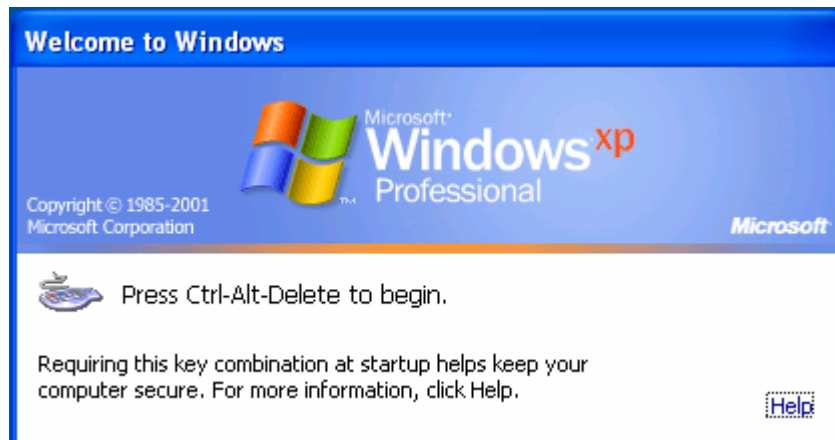 Welcome to Windows
Microsoft®
Windows xp
Professional
TM
Copyright © 1985-2001
Microsoft Corporation
Microsoft
Press Ctrl-Alt-Delete to begin.
Requiring this key combination at startup helps keep your
computer secure. For more information, click Help.
Help